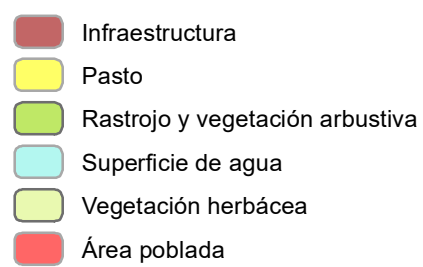 Infraestructura
Pasto
Rastrojo y vegetación arbustiva
Superficie de agua
Vegetación herbácea
Área poblada